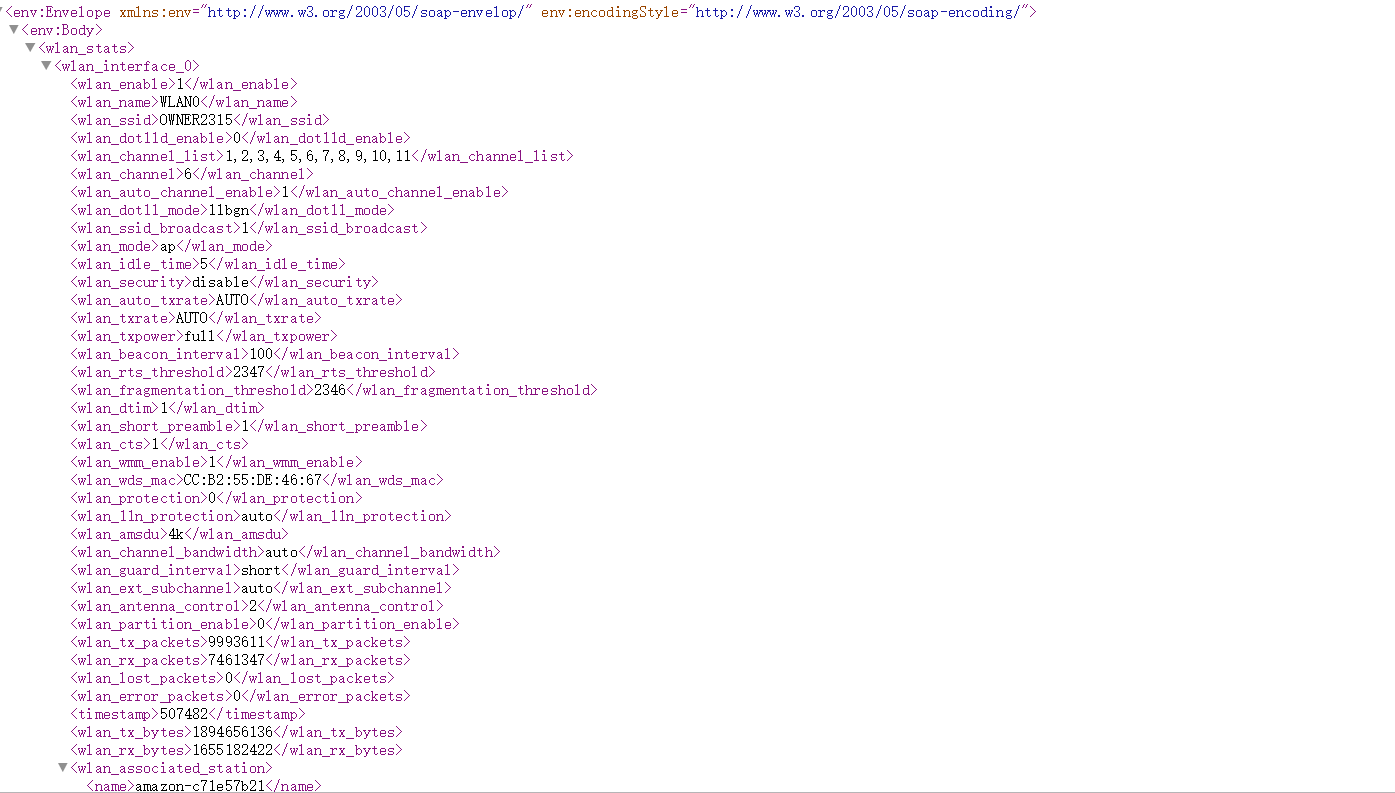 <env:Envelope xmlns:env="http://www.w3.org/2003/05/soap-envelop/" env:encodingStyle="http://www.w3.org/2003/05/soap-encoding/">
<env:Body>
<wlan_stats>
<wlan_interface_0>
<wlan_enable>1</wlan_enable>
<wlan_name>WLAN0</wlan_name>
<wlan_ssid>OWNER2315</wlan_ssid>
<wlan_dot11d_enable>0</wlan_dot11d_enable>
<wlan_channel_list>1,2,3,4,5,6,7,8,9,10,11</wlan_channel_list>
<wlan_channel>6</wlan_channel>
<wlan_auto_channel_enable>1</wlan_auto_channel_enable>
<wlan_dot11_mode>11bgn</wlan_dot11_mode>
<wlan_ssid_broadcast>1</wlan_ssid_broadcast>
<wlan_mode>ap</wlan_mode>
<wlan_idle_time>5</wlan_idle_time>
<wlan_security>disable</wlan_security>
<wlan_auto_txrate>AUTO</wlan_auto_txrate>
<wlan_txrate>AUTO</wlan_txrate>
<wlan_txpower>full</wlan_txpower>
<wlan_beacon_interval>100</wlan_beacon_interval>
<wlan_rts_threshold>2347</wlan_rts_threshold>
<wlan_fragmentation_threshold>2346</wlan_fragmentation_threshold>
<wlan_dtim>1</wlan_dtim>
<wlan_short_preamble>1</wlan_short_preamble>
<wlan_cts>1</wlan_cts>
<wlan_wmm_enable>1</wlan_wmm_enable>
<wlan_wds_mac>CC:B2:55:DE:46:67</wlan_wds_mac>
<wlan_protection>0</wlan_protection>
<wlan_11n_protection>auto</wlan_11n_protection>
<wlan_amsdu>4k</wlan_amsdu>
<wlan_channel_bandwidth>auto</wlan_channel_bandwidth>
<wlan_guard_interval>short</wlan_guard_interval>
<wlan_ext_subchannel>auto</wlan_ext_subchannel>
<wlan_antenna_control>2</wlan_antenna_control>
<wlan_partition_enable>0</wlan_partition_enable>
<wlan_tx_packets>9993611</wlan_tx_packets>
<wlan_rx_packets>7461347</wlan_rx_packets>
<wlan_lost_packets>0</wlan_lost_packets>
<wlan_error_packets>0</wlan_error_packets>
<timestamp>507482</timestamp>
<wlan_tx_bytes>1894656136</wlan_tx_bytes>
<wlan_rx_bytes>1655182422</wlan_rx_bytes>
<wlan_associated_station>
<name>amazon-c71e57b21</name>